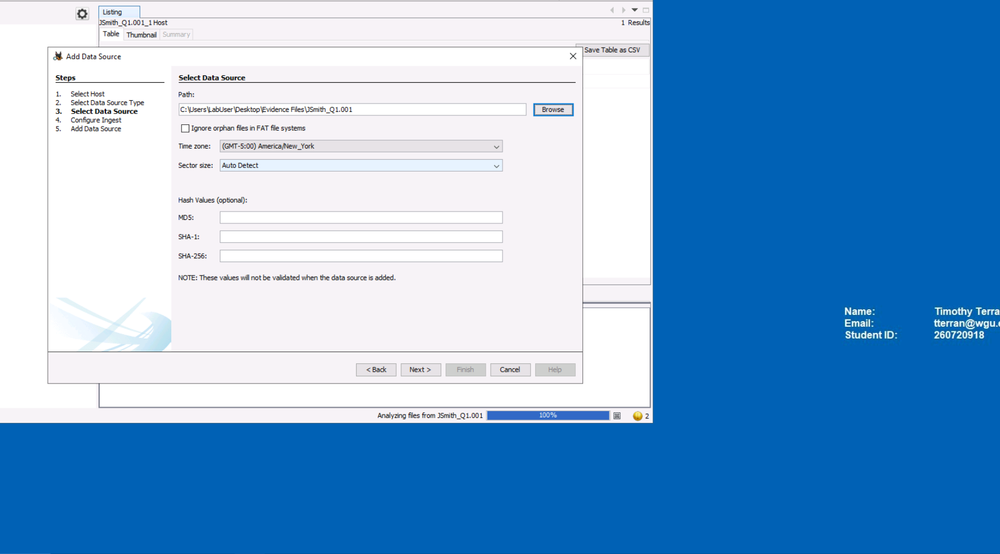 Listing
JSmith_Q1.001_1 Host
1 Results
Table Thumbnail Summary
Save Table as CSV
Add Data Source
Steps
1. Select Host
2. Select Data Source Type
3. Select Data Source
4. Configure Ingest
5. Add Data Source
Select Data Source
Path:
C:\Users\LabUser\Desktop\Evidence Files\JSmith_Q1.001
Browse
Ignore orphan files in FAT file systems
Time zone: (GMT-5:00) America/New_York
Sector size: Auto Detect
Hash Values (optional):
MD5:
SHA-1:
SHA-256:
NOTE: These values will not be validated when the data source is added.
< Back Next > Finish Cancel Help
Analyzing files from JSmith_Q1.001 100% 2
Name: Timothy Terra
Email: tterran@wgu.
Student ID: 260720918